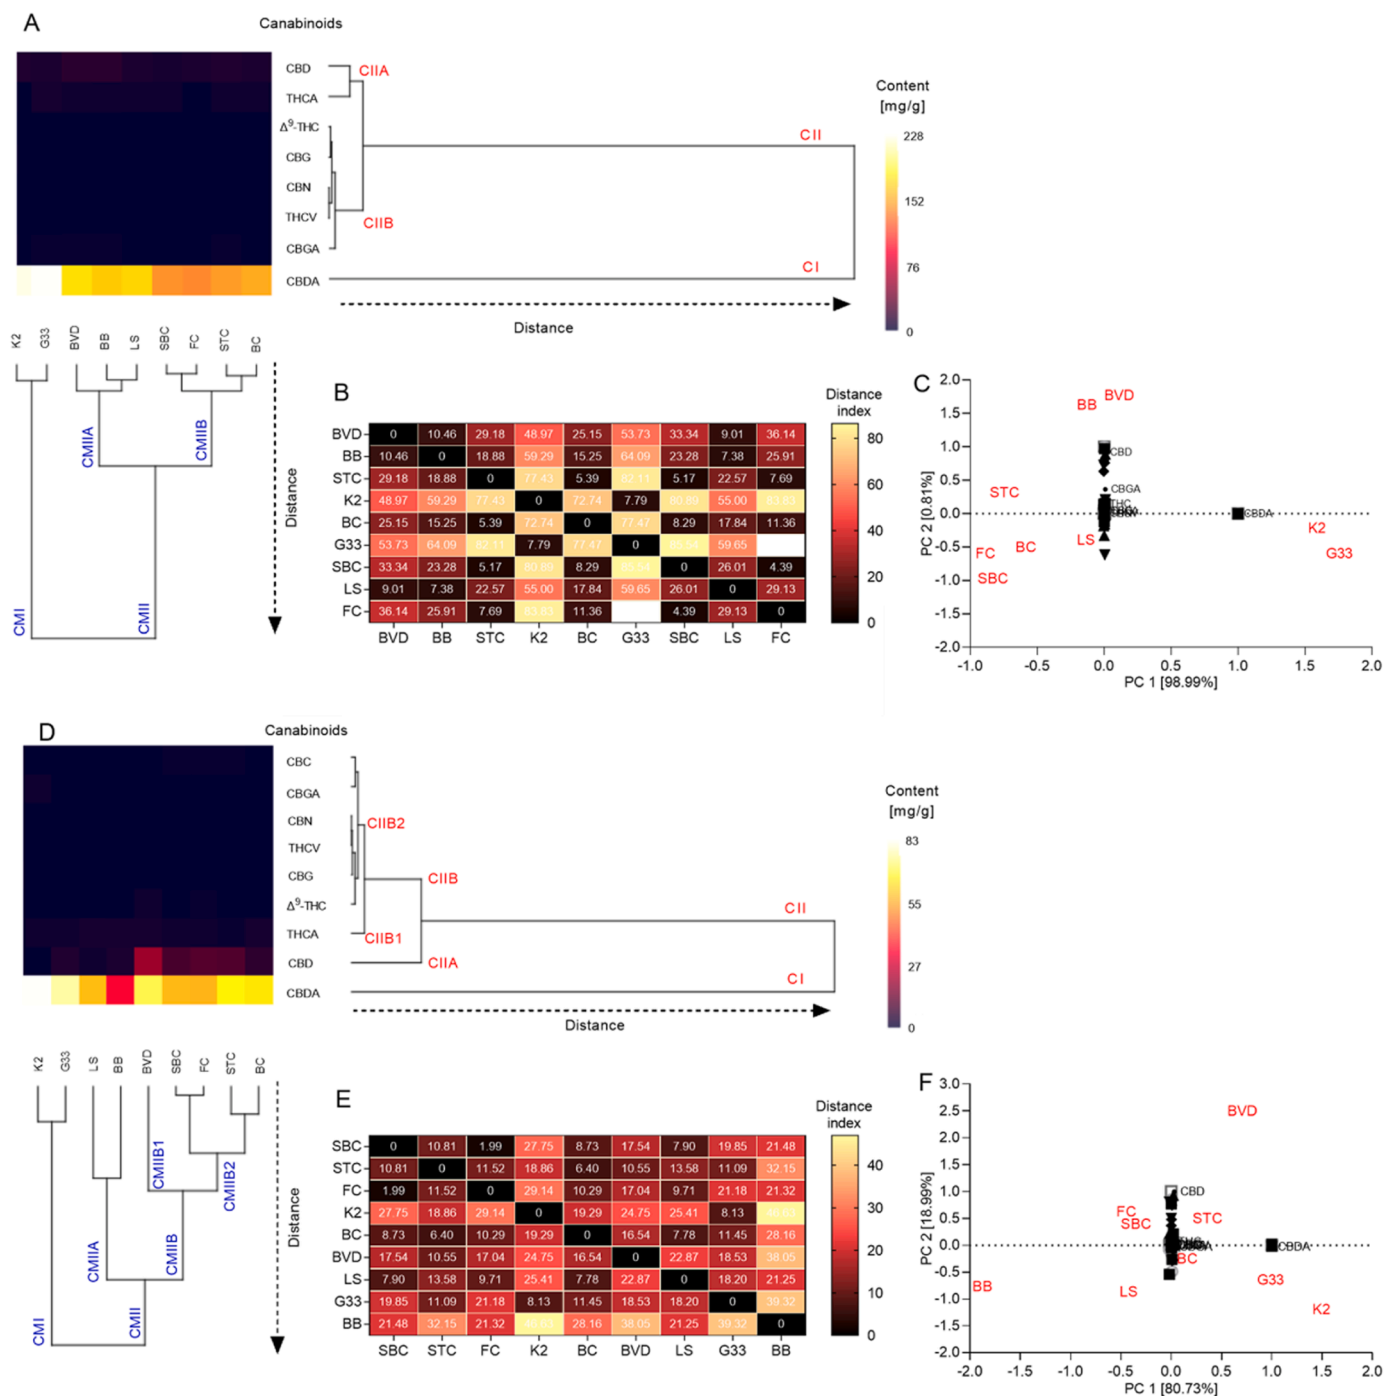 A
Canabinoids
CBD
THCA
Δ⁹-THC
CBG
CBN
THCV
CBGA
CBDA
CIIA
CII
CIIB
CI
Distance
Content
[mg/g]
228
152
76
0
K2
G33
BVD
BB
LS
SBC
FC
STC
BC
CMIIA
CMIIB
CMI
CMII
Distance
B
Distance
index
BVD 0 10.46 29.18 48.97 25.15 53.73 33.34 9.01 36.14
BB 10.46 0 18.88 59.29 15.25 64.09 23.28 7.38 25.91
STC 29.18 18.88 0 77.43 5.39 82.11 5.17 22.57 7.69
K2 48.97 59.29 77.43 0 72.74 7.79 80.89 55.00 83.83
BC 25.15 15.25 5.39 72.74 0 77.47 8.29 17.84 11.36
G33 53.73 64.09 82.11 7.79 77.47 0 85.54 59.65
SBC 33.34 23.28 5.17 80.89 8.29 85.54 0 26.01 4.39
LS 9.01 7.38 22.57 55.00 17.84 59.65 26.01 0 29.13
FC 36.14 25.91 7.69 83.83 11.36 4.39 29.13 0
BVD BB STC K2 BC G33 SBC LS FC
80
60
40
20
0
C
2.0
1.5
1.0
0.5
0.0
-0.5
-1.0
-1.5
-2.0
PC 2 [0.81%]
BB
BVD
CBD
CBGA
STC
THC
CBDA
K2
FC
BC
LS
G33
SBC
-1.0 -0.5 0.0 0.5 1.0 1.5 2.0
PC 1 [98.99%]
D
Canabinoids
CBC
CBGA
CBN
THCV
CBG
Δ⁹-THC
THCA
CBD
CBDA
CIIB2
CIIB
CII
CIIB1
CIIA
CI
Distance
Content
[mg/g]
83
55
27
0
K2
G33
LS
BB
BVD
SBC
FC
STC
BC
CMIIB1
CMIIB2
CMIIA
CMIIB
CMI
CMII
Distance
E
Distance
index
SBC 0 10.81 1.99 27.75 8.73 17.54 7.90 19.85 21.48
STC 10.81 0 11.52 18.86 6.40 10.55 13.58 11.09 32.15
FC 1.99 11.52 0 29.14 10.29 17.04 9.71 21.18 21.32
K2 27.75 18.86 29.14 0 19.29 24.75 25.41 8.13
BC 8.73 6.40 10.29 19.29 0 16.54 7.78 11.45 28.16
BVD 17.54 10.55 17.04 24.75 16.54 0 22.87 18.53 38.05
LS 7.90 13.58 9.71 25.41 7.78 22.87 0 18.20 21.25
G33 19.85 11.09 21.18 8.13 11.45 18.53 18.20 0 39.32
BB 21.48 32.15 21.32 28.16 38.05 21.25 39.32 0
SBC STC FC K2 BC BVD LS G33 BB
40
30
20
10
0
F
3.0
2.5
2.0
1.5
1.0
0.5
0.0
-0.5
-1.0
-1.5
-2.0
PC 2 [18.99%]
BVD
CBD
FC
SBC
STC
CBDA
BC
BB
LS
G33
K2
-2.0 -1.5 -1.0 -0.5 0.0 0.5 1.0 1.5 2.0
PC 1 [80.73%]